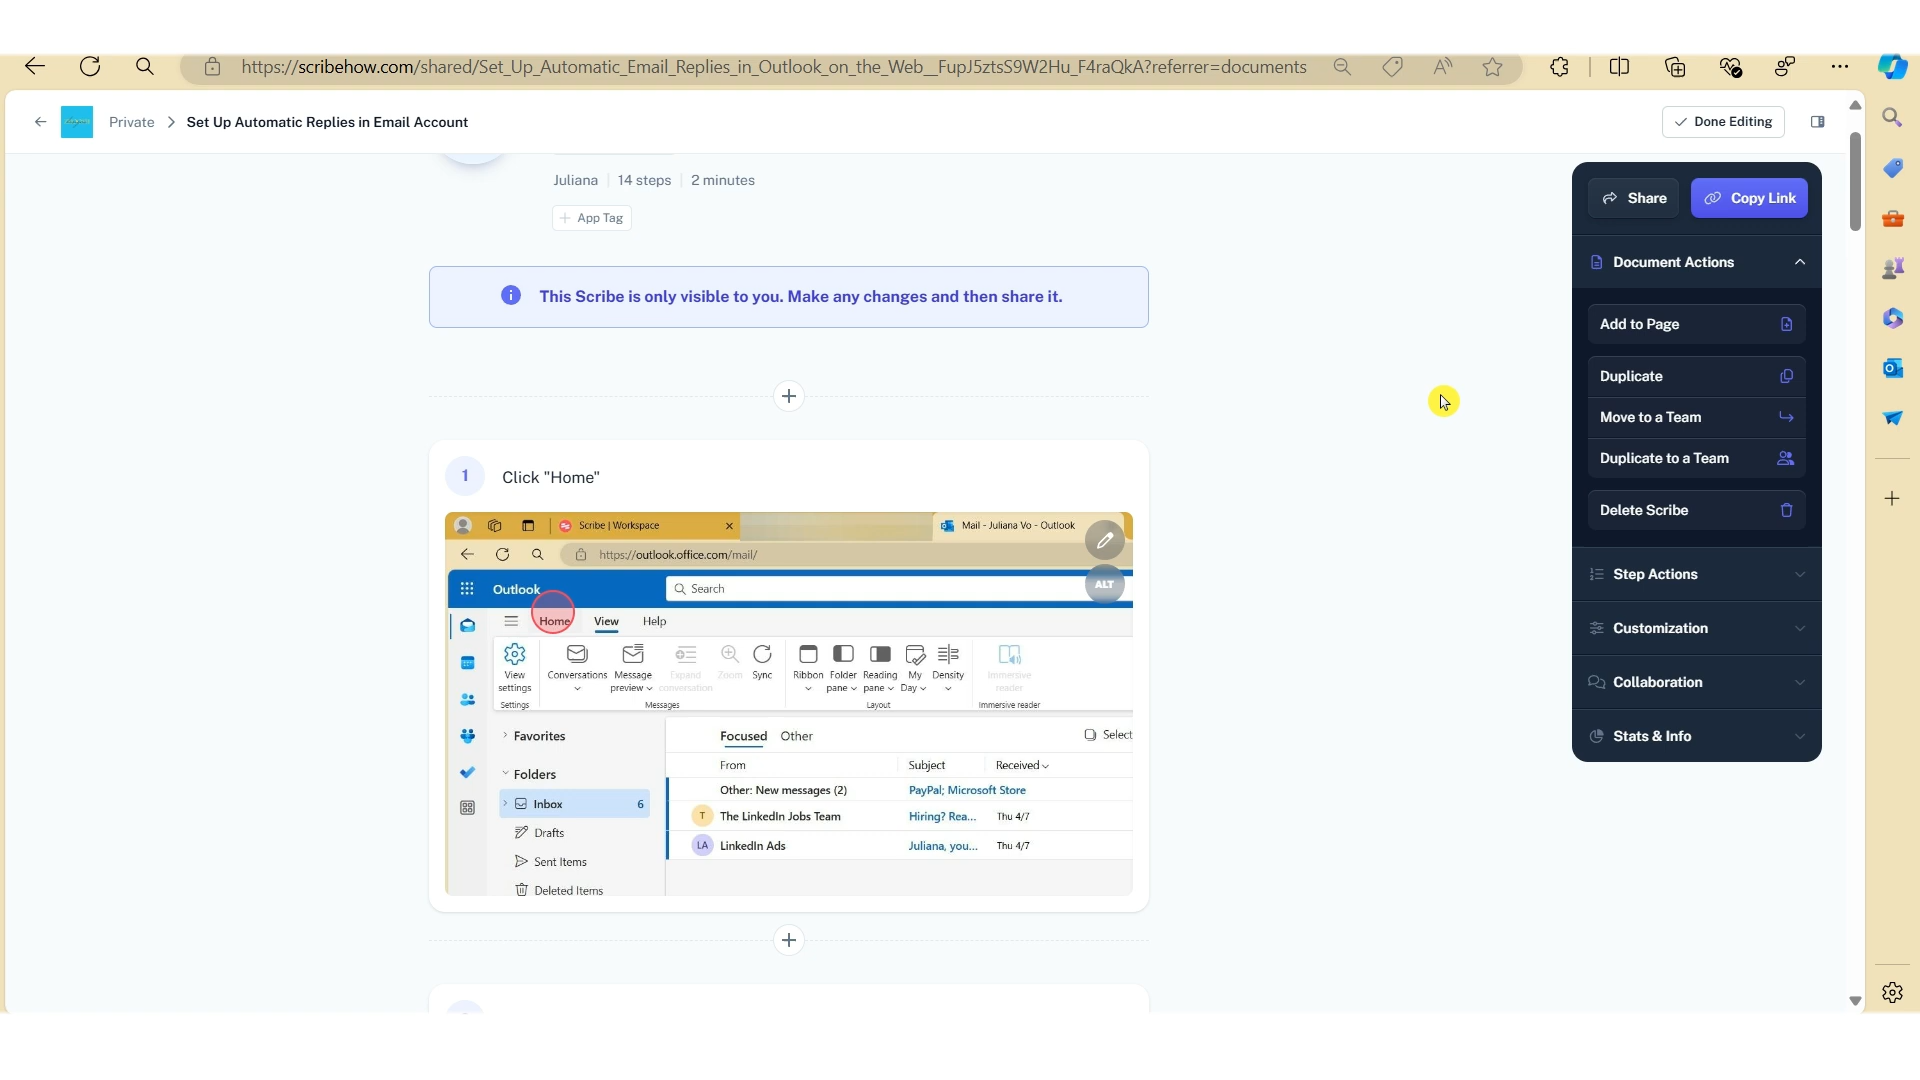 https://scribehow.com/shared/Set_Up_Automatic_Email_Replies_in_Outlook_on_the_Web__FupJ5ztsS9W2Hu_F4raQkA?referrer=documents
Private > Set Up Automatic Replies in Email Account
Done Editing
Juliana | 14 steps | 2 minutes
+ App Tag
Share
Copy Link
Document Actions
This Scribe is only visible to you. Make any changes and then share it.
Add to Page
Duplicate
Move to a Team
Duplicate to a Team
Delete Scribe
Step Actions
Customization
Collaboration
Stats & Info
1 Click "Home"
Scribe | Workspace
Mail - Juliana Vo - Outlook
https://outlook.office.com/mail/
ALT
Outlook
Search
Home View Help
View settings
Conversations
Message preview
Expand conversation
Zoom
Sync
Ribbon
Folder pane
Reading pane
My Day
Density
Immersive reader
Settings
Messages
Layout
Immersive reader
Favorites
Focused Other
Select
From Subject Received
Folders
Other: New messages (2) PayPal; Microsoft Store
Inbox 6
T The LinkedIn Jobs Team Hiring? Rea... Thu 4/7
Drafts
LA LinkedIn Ads Juliana, you... Thu 4/7
Sent Items
Deleted Items